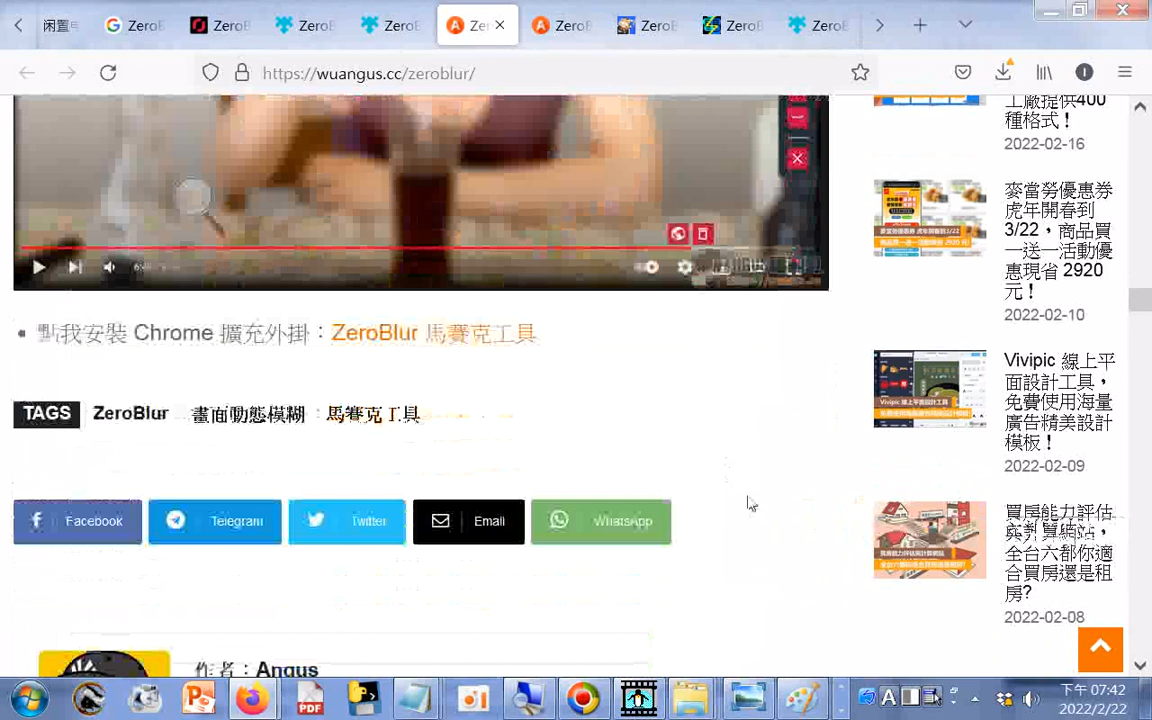 闲置
ZeroB
ZeroB
ZeroB
ZeroB
Ze
ZeroB
ZeroB
ZeroB
ZeroB
https://wuangus.cc/zeroblur/
點我安裝 Chrome 擴充外掛：ZeroBlur 馬賽克工具
TAGS ZeroBlur 畫面動態模糊 馬賽克工具
Facebook
Telegram
Twitter
Email
WhatsApp
作者：Angus
工廠提供400
種格式！
2022-02-16
麥當勞優惠券
虎年開春到
3/22，商品買
一送一活動優
惠現省 2920
元！
2022-02-10
Vivipic 線上平
面設計工具，
免費使用海量
廣告精美設計
模板！
2022-02-09
買房能力評估
與計算網站，
全台六都你適
合買房還是租
房?
2022-02-08
下午 07:42
2022/2/22